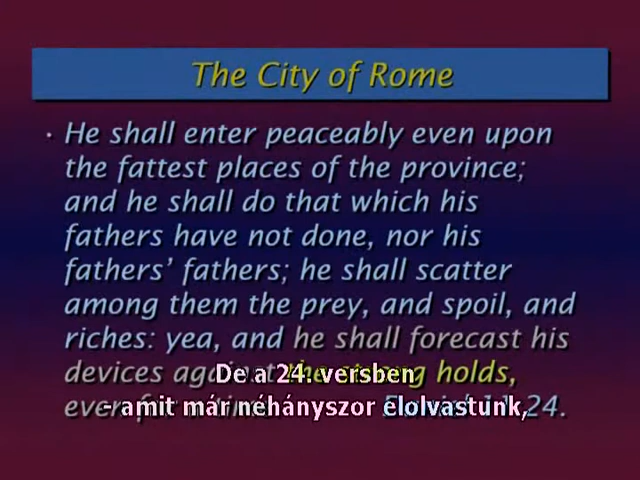 The City of Rome
• He shall enter peaceably even upon
the fattest places of the province;
and he shall do that which his
fathers have not done, nor his
fathers' fathers; he shall scatter
among them the prey, and spoil, and
riches: yea, and he shall forecast his
devices against the strong holds,
De a 24. versben
even 24.
- amit már néhányszor elolvastunk,